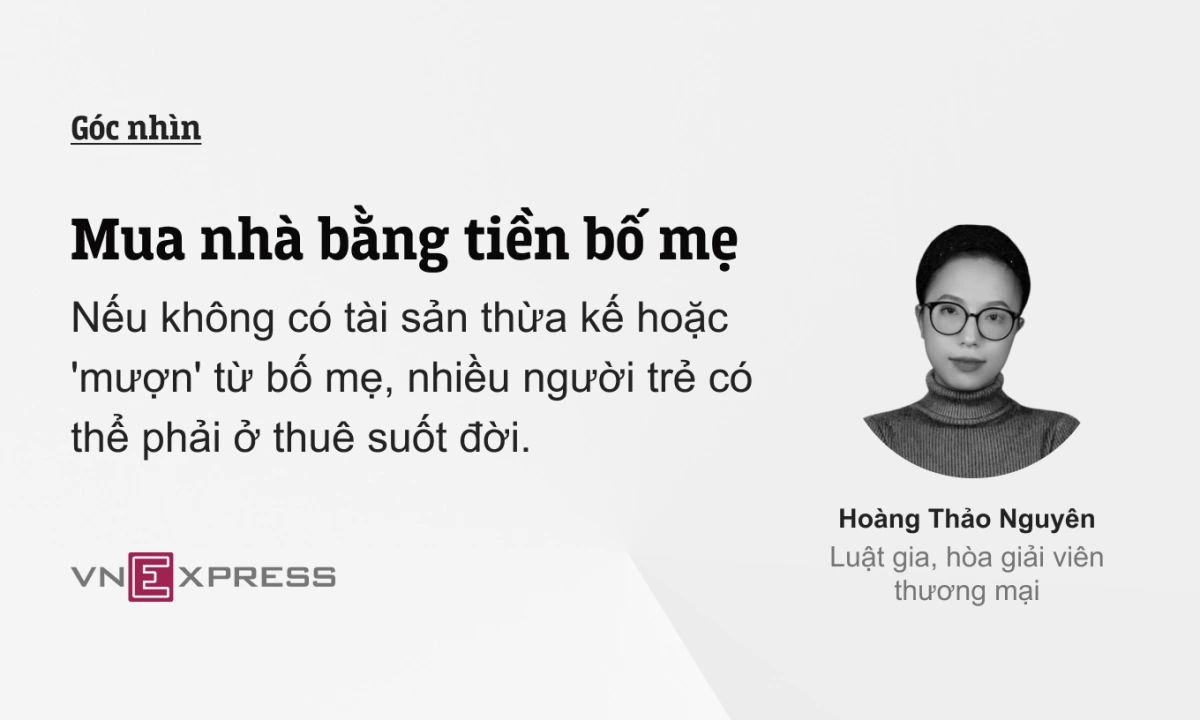 Góc nhìn
Mua nhà bằng tiền bố mẹ
Nếu không có tài sản thừa kế hoặc
'mượn' từ bố mẹ, nhiều người trẻ có
thể phải ở thuê suốt đời.
VNEXPRESS
Hoàng Thảo Nguyên
Luật gia, hòa giải viên
thương mại